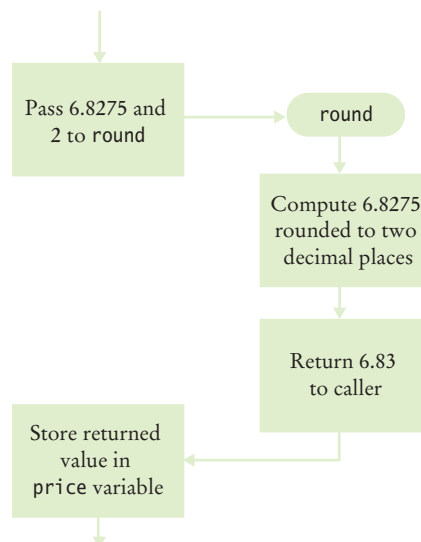 Pass 6.8275 and
2 to round
round
Compute 6.8275
rounded to two
decimal places
Return 6.83
to caller
Store returned
value in
price variable